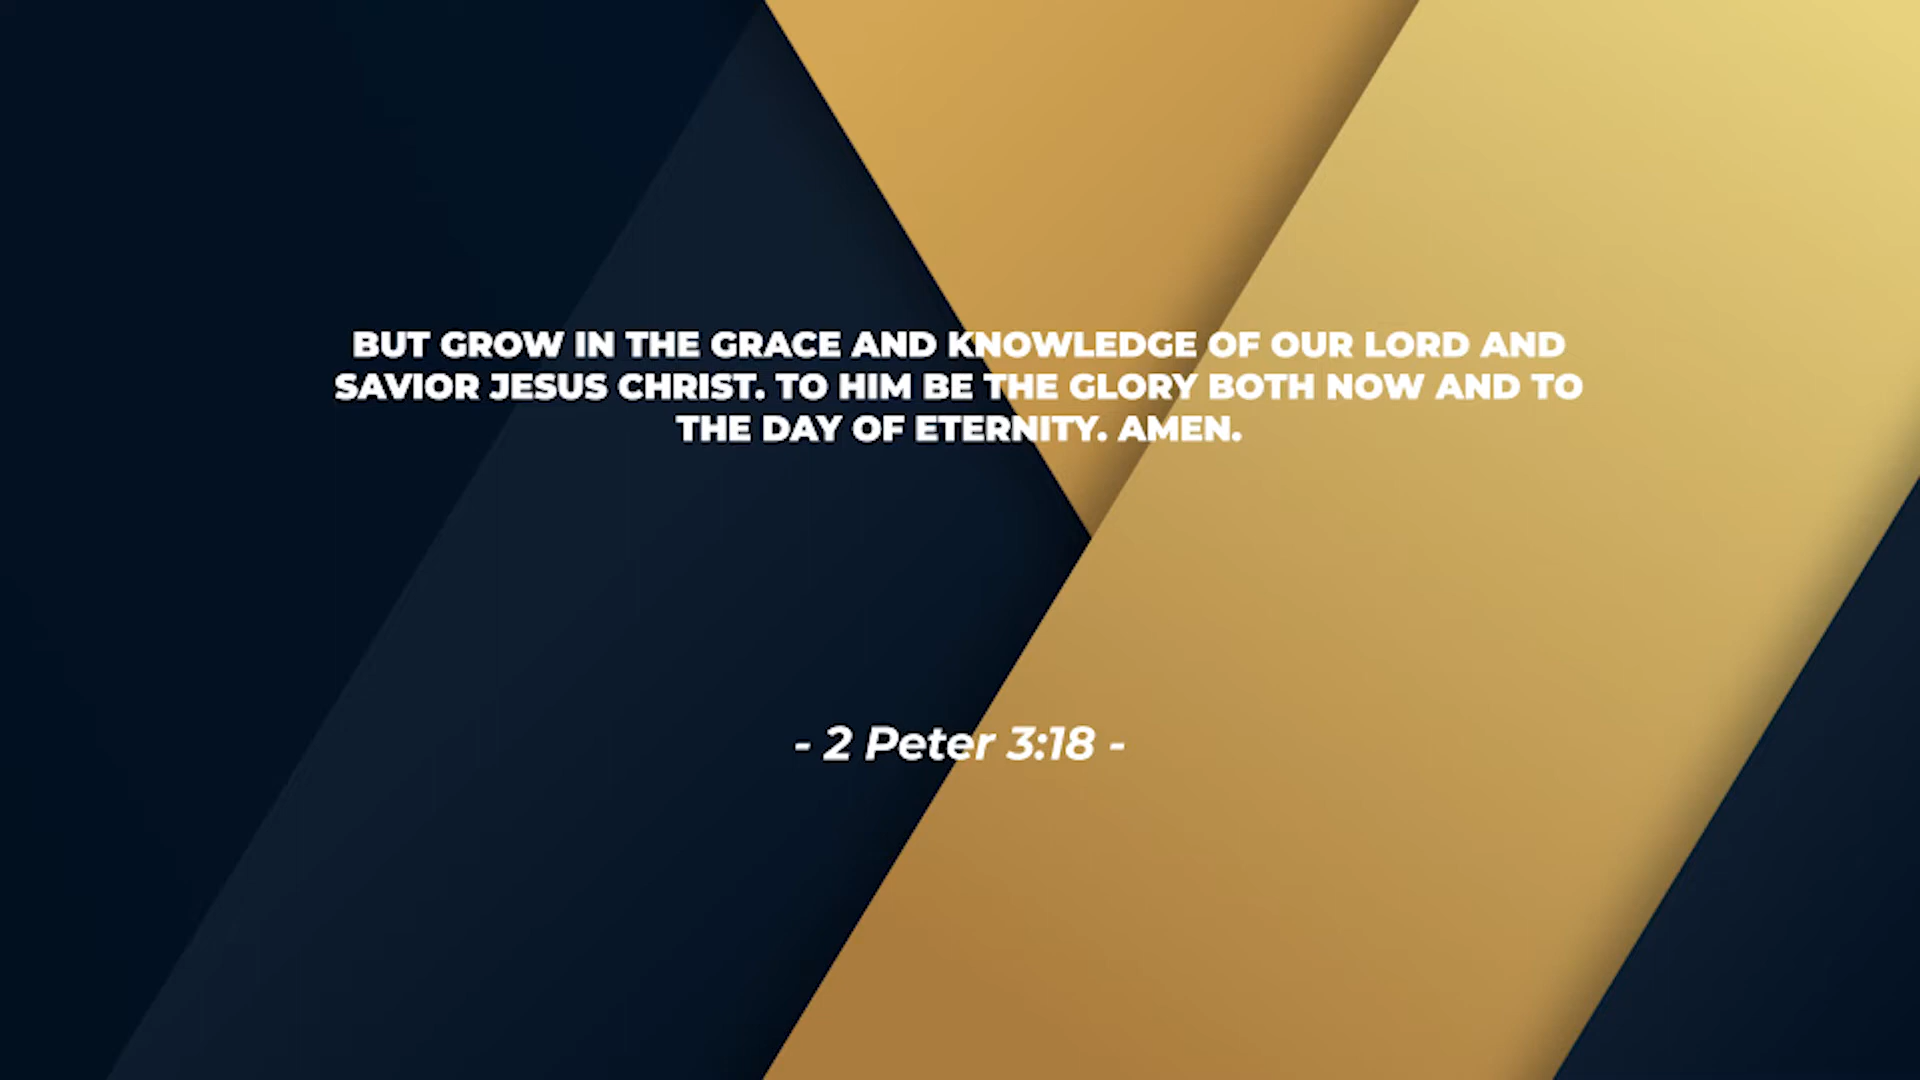 BUT GROW IN THE GRACE AND KNOWLEDGE OF OUR LORD AND
SAVIOR JESUS CHRIST. TO HIM BE THE GLORY BOTH NOW AND TO
THE DAY OF ETERNITY. AMEN.
- 2 Peter 3:18 -